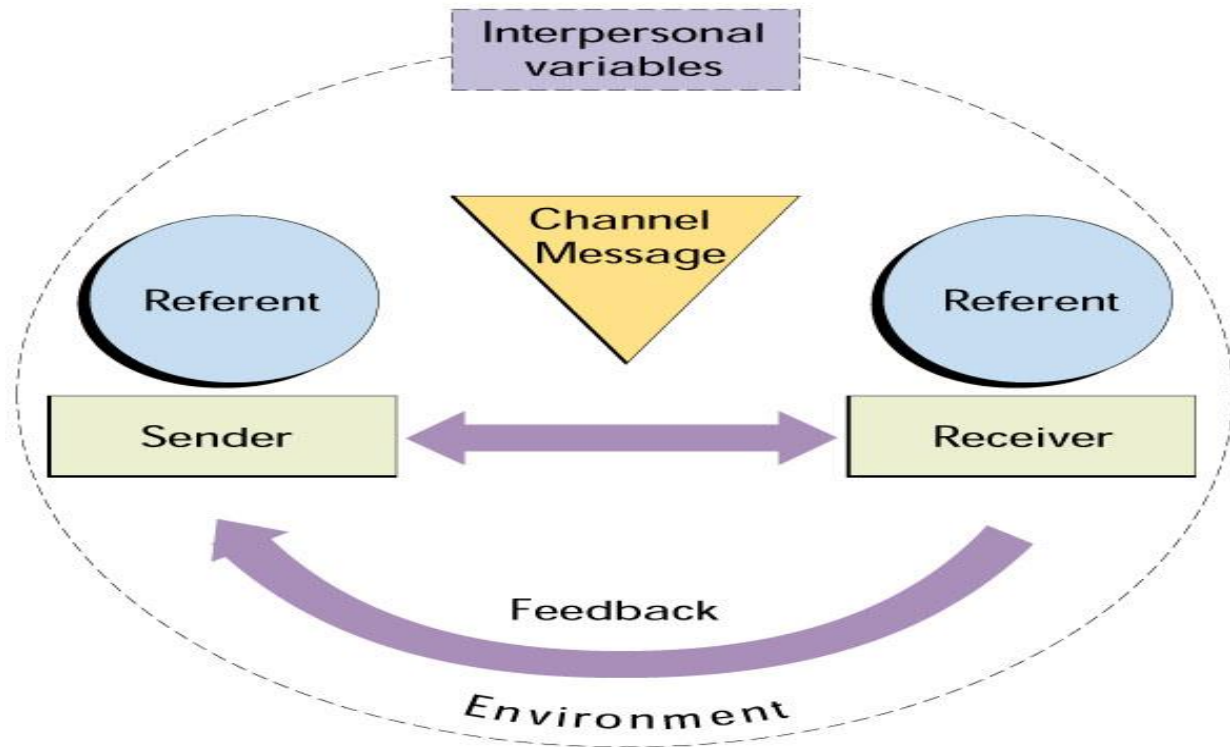 Interpersonal
variables
Channel
Message
Referent
Referent
Sender
Receiver
Feedback
Environment